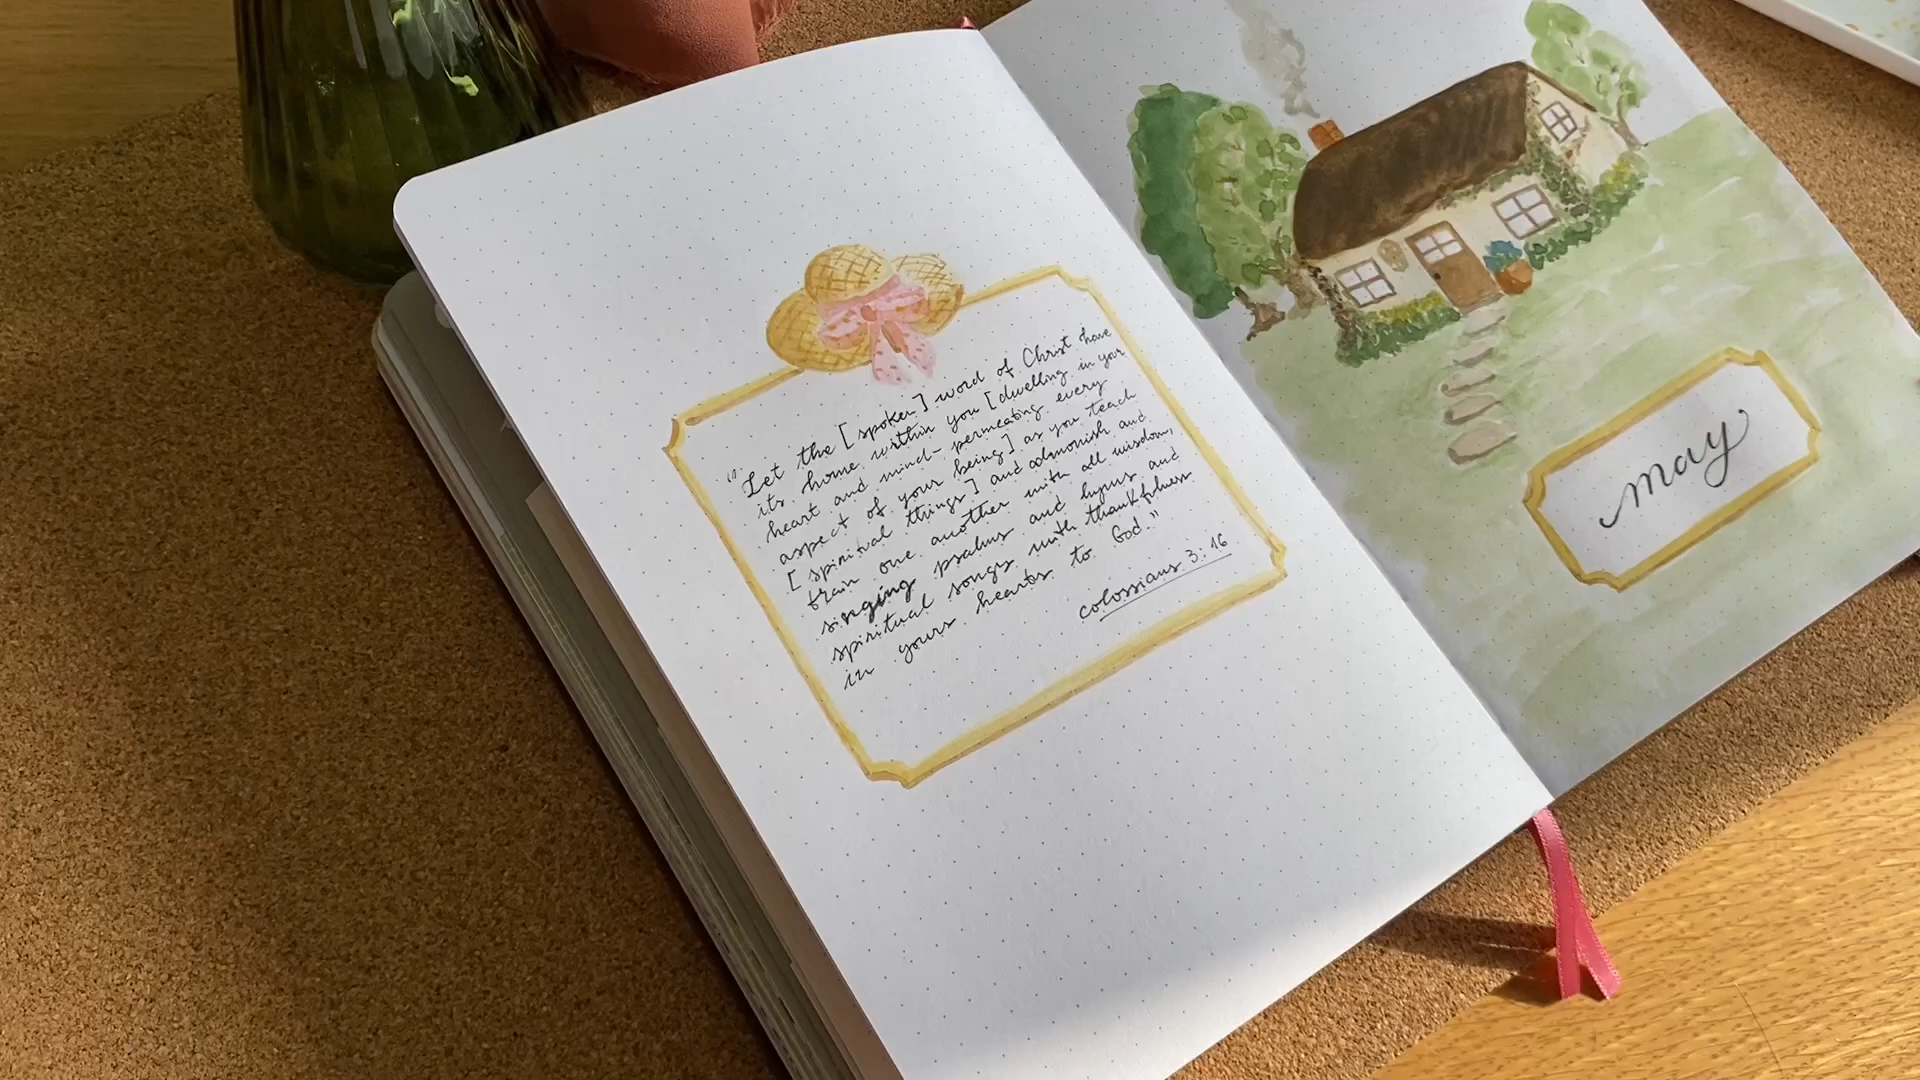 "Let the [spoken] word of Christ have
its home within you [dwelling in your
heart and mind- permeating every
aspect of your being] as you teach
[spiritual things] and admonish and
train one another with all wisdom,
singing psalms and hymns and
spiritual songs with thankfulness
in yours hearts to God."
colossians 3:16
may